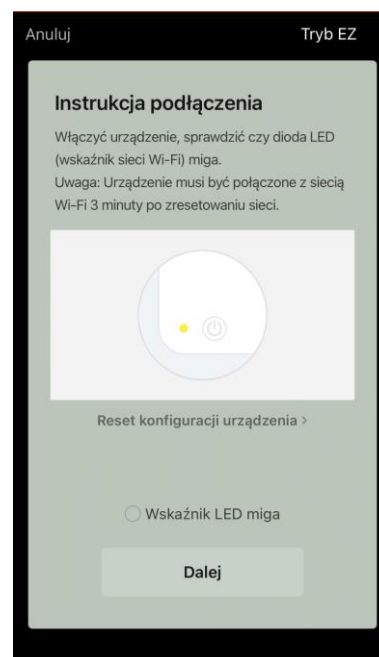 Anuluj Tryb EZ
Instrukcja podłączenia
Włączyć urządzenie, sprawdzić czy dioda LED
(wskaźnik sieci Wi-Fi) miga.
Uwaga: Urządzenie musi być połączone z siecią
Wi-Fi 3 minuty po zresetowaniu sieci.
Reset konfiguracji urządzenia >
Wskaźnik LED miga
Dalej